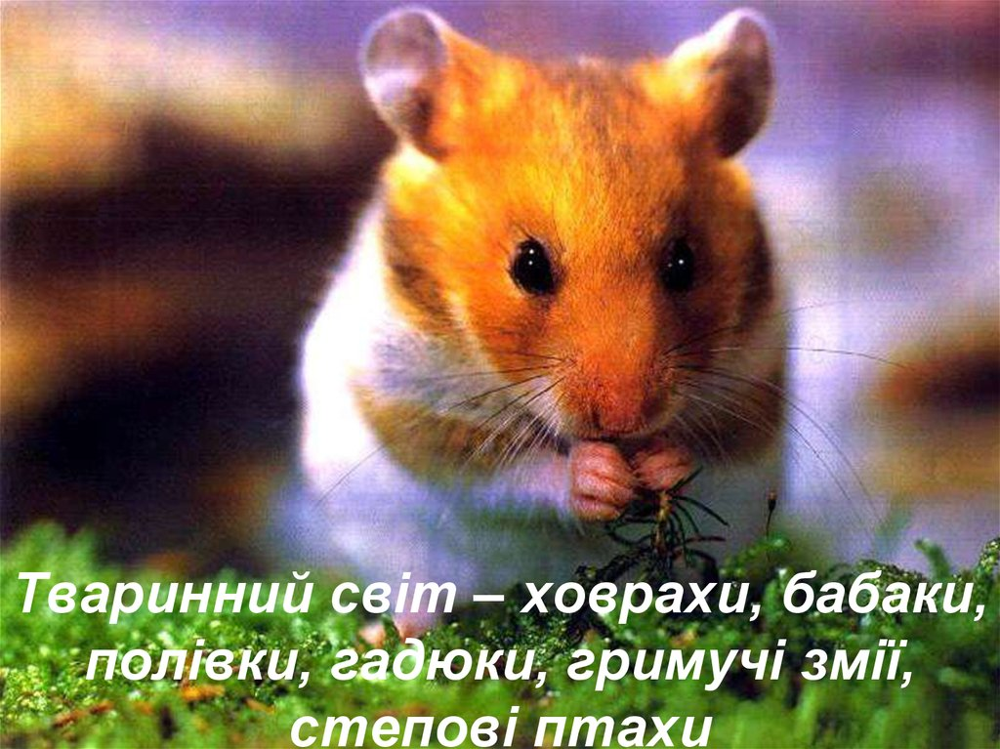 Тваринний світ – ховрахи, бабаки,
полівки, гадюки, гримучі змії,
степові птахи